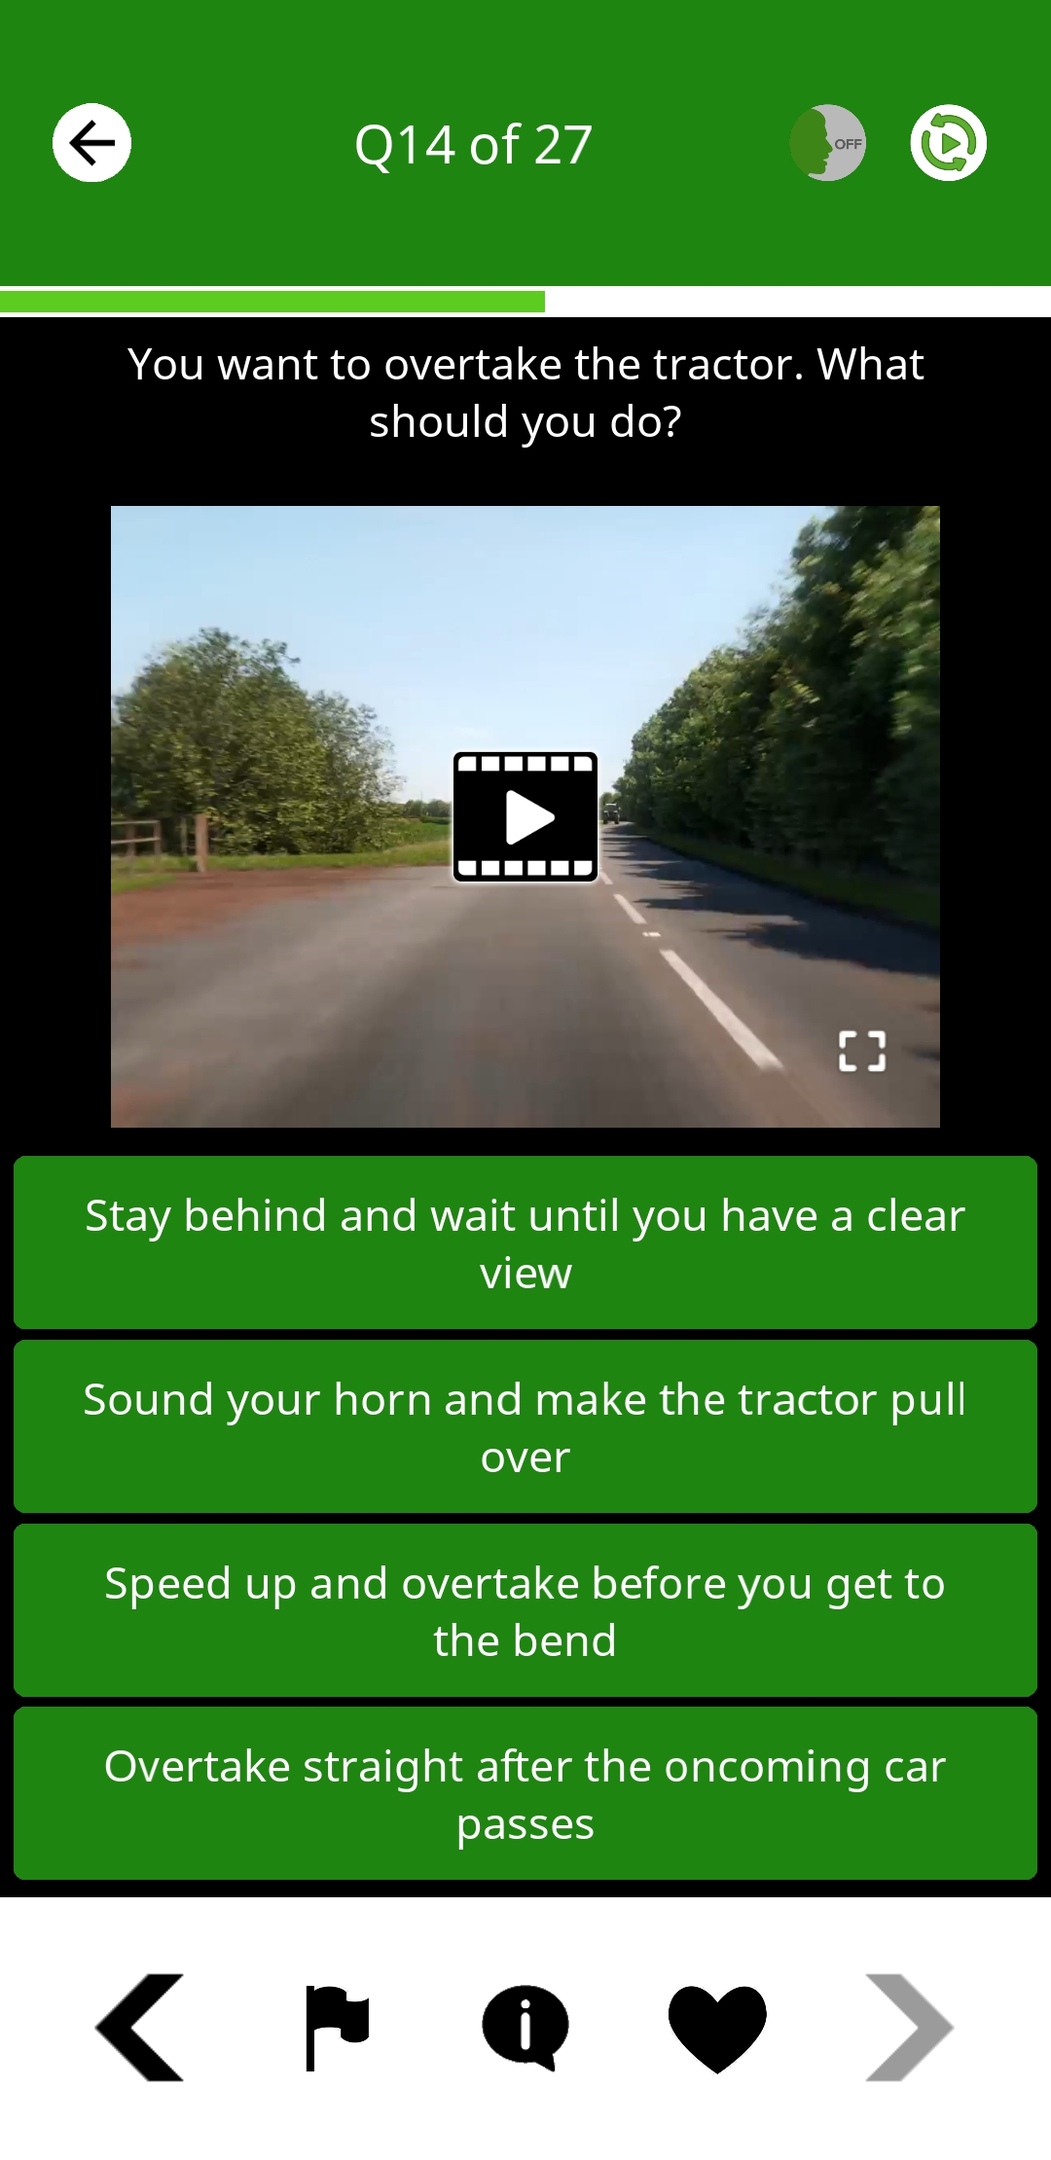 Q14 of 27
OFF
You want to overtake the tractor. What
should you do?
Stay behind and wait until you have a clear
view
Sound your horn and make the tractor pull
over
Speed up and overtake before you get to
the bend
Overtake straight after the oncoming car
passes